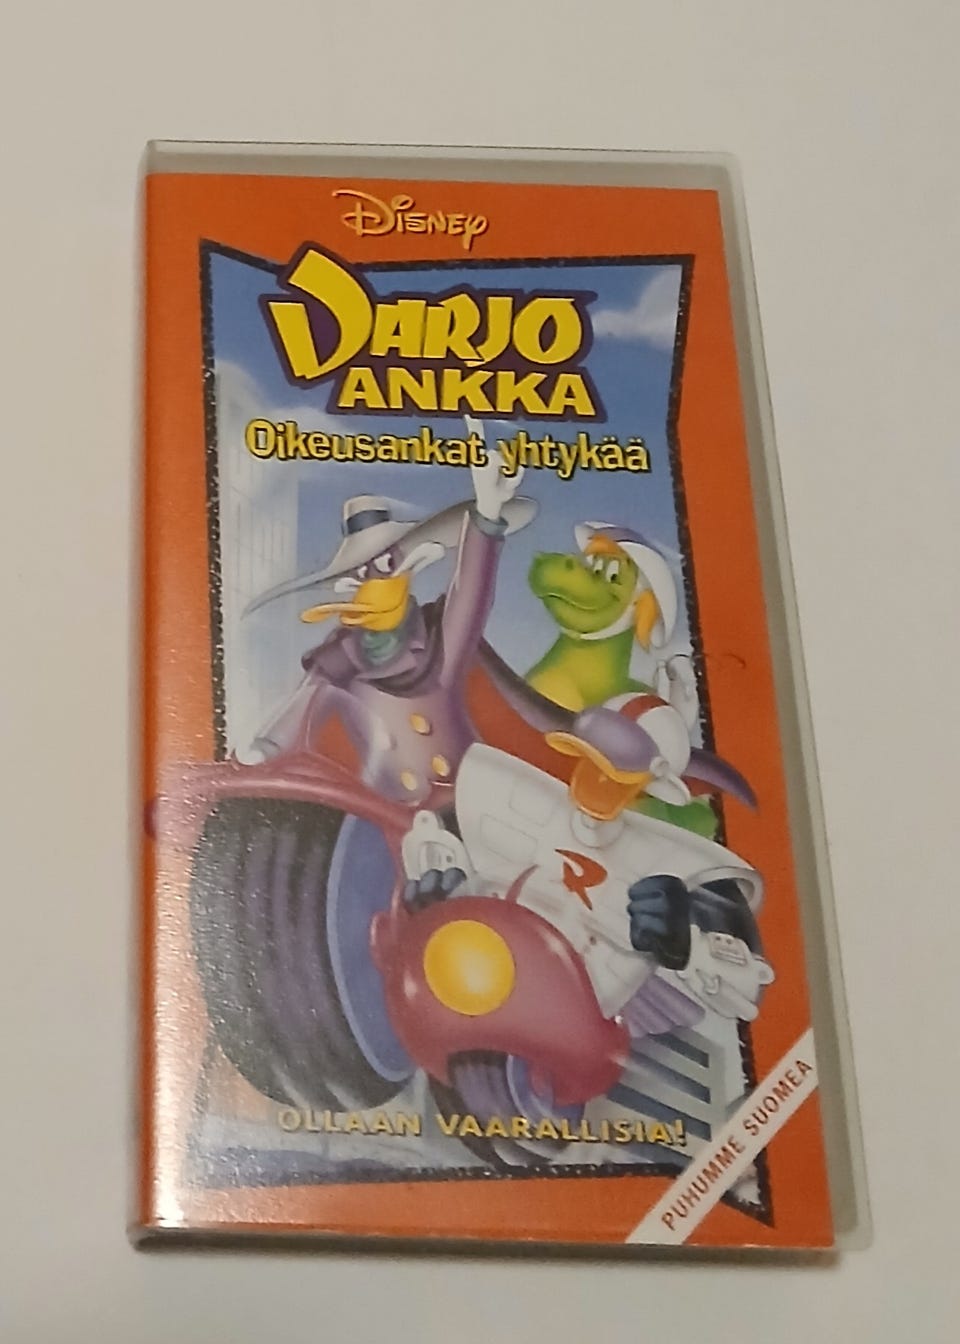 Disney
DARJO
ANKKA
Oikeusankat yhtykää
R
OLLAAN VAARALLISIA!
PUHUMME SUOMEA